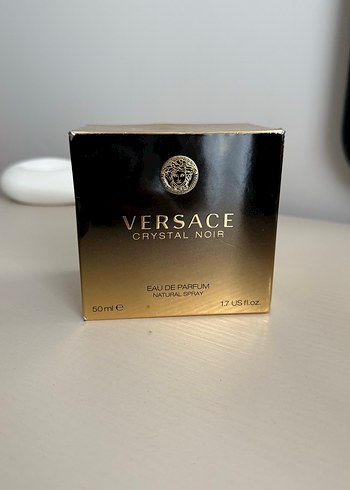 VERSACE
CRYSTAL NOIR
EAU DE PARFUM
NATURAL SPRAY
50 ml ℮ 1.7 US fl.oz.